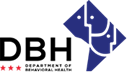 DBH
DEPARTMENT OF
BEHAVIORAL HEALTH